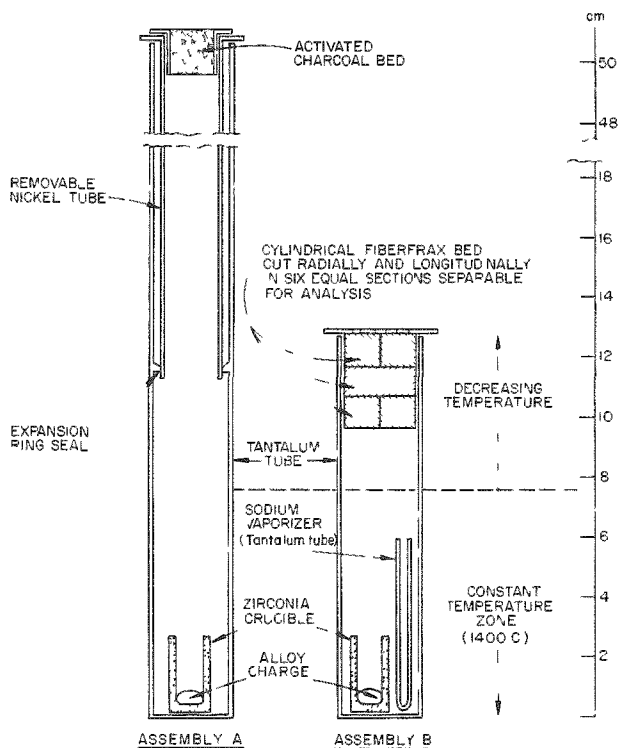 cm
ACTIVATED
CHARCOAL BED
50
48
REMOVABLE
NICKEL TUBE
18
16
CYLINDRICAL FIBERFRAX BED
CUT RADIALLY AND LONGITUD NALLY
N SIX EQUAL SECTIONS SEPARABLE
FOR ANALYSIS
14
12
DECREASING
TEMPERATURE
10
EXPANSION
RING SEAL
TANTALUM
TUBE
8
SODIUM
VAPORIZER
(Tantalum tube)
6
CONSTANT
TEMPERATURE
ZONE
(1400 C)
4
ZIRCONIA
CRUCIBLE
ALLOY
CHARGE
2
ASSEMBLY A
ASSEMBLY B